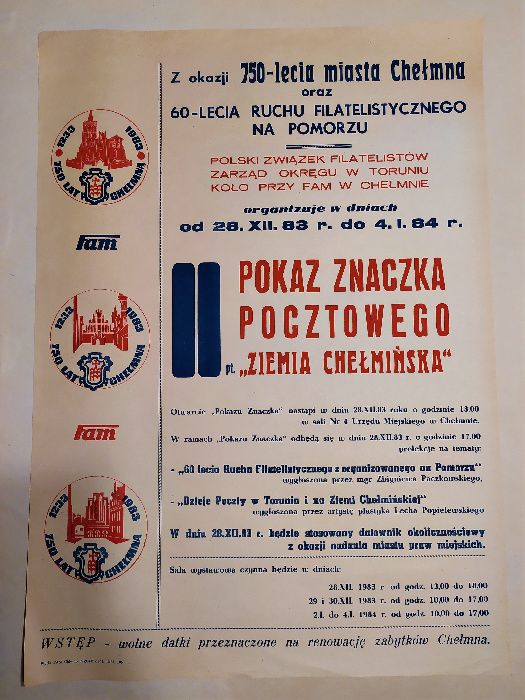 Z okazji 750-lecia miasta Chełmna
oraz
60-LECIA RUCHU FILATELISTYCZNEGO
NA POMORZU
POLSKI ZWIĄZEK FILATELISTÓW
ZARZĄD OKRĘGU W TORUNIU
KOŁO PRZY FAM W CHEŁMNIE
organizuje w dniach
od 28. XII. 83 r. do 4. I. 84 r.
II POKAZ ZNACZKA
POCZTOWEGO
pt. „ZIEMIA CHEŁMIŃSKA"
Otwarcie „Pokazu Znaczka" nastąpi w dniu 28.XII.83 roku o godzinie 13,00
w sali Nr 4 Urzędu Miejskiego w Chełmnie.
W ramach „Pokazu Znaczka" odbędą się w dniu 28.XII.83 r. o godzinie 17.00
prelekcje na tematy:
- „60 lecie Ruchu Filatelistycznego zorganizowanego na Pomorzu"
wygłoszona przez mgr Zbigniewa Paczkowskiego,
- „Dzieje Poczty w Toruniu i na Ziemi Chełmińskiej"
wygłoszona przez artystę plastyka Lecha Popielewskiego
W dniu 28.XII.83 r. będzie stosowany datownik okolicznościowy
z okazji nadania miastu praw miejskich.
Sala wystawowa czynna będzie w dniach:
28.XII. 1983 r od godz. 13,00 do 18.00
29 i 30.XII. 1983 r. od godz. 10,00 do 17,00
2.I. do 4.I. 1984 r. od godz. 10,00 do 17,00
WSTĘP - wolne datki przeznaczone na renowację zabytków Chełmna.
1233 1983
750 LAT CHEŁMNA
fam
1233 1983
750 LAT CHEŁMNA
fam
1233 1983
750 LAT CHEŁMNA